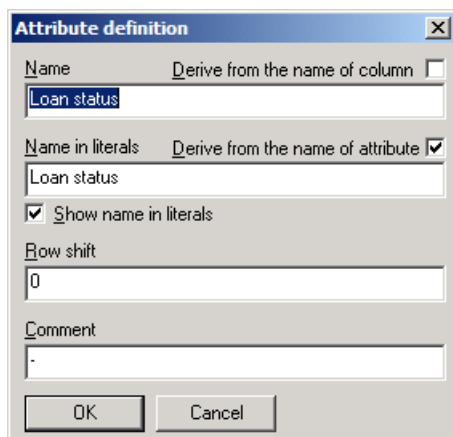 Attribute definition
Name Derive from the name of column
Loan status
Name in literals Derive from the name of attribute
Loan status
Show name in literals
Row shift
0
Comment
-
OK Cancel